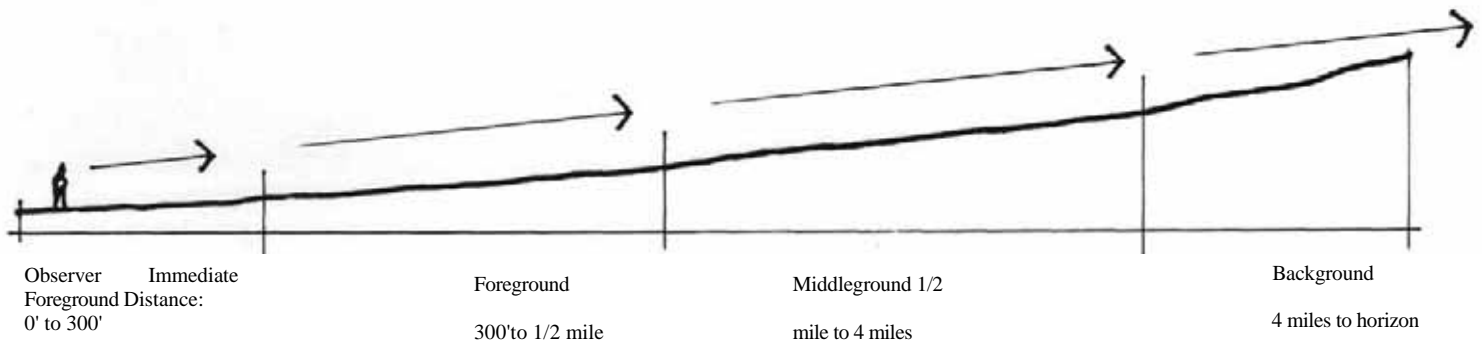 Observer Immediate
Foreground Distance:
0' to 300'
Foreground
300'to 1/2 mile
Middleground 1/2
mile to 4 miles
Background
4 miles to horizon